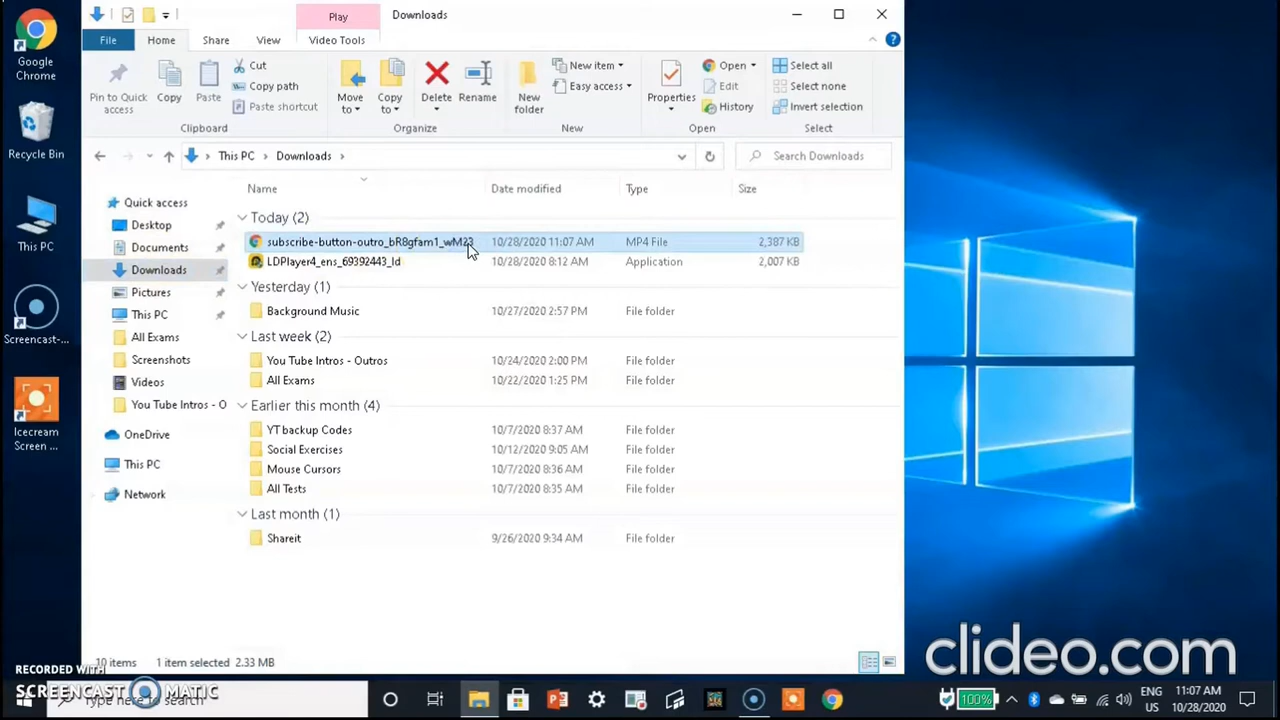 Play
Downloads
File
Home
Share
View
Video Tools
Pin to Quick access
Copy
Paste
Cut
Copy path
Paste shortcut
Clipboard
Move to
Copy to
Delete
Rename
Organize
New folder
New item
Easy access
New
Properties
Open
Edit
History
Open
Select all
Select none
Invert selection
Select
This PC
Downloads
Search Downloads
Name
Date modified
Type
Size
Quick access
Desktop
Documents
Downloads
Pictures
This PC
All Exams
Screenshots
Videos
You Tube Intros - O
OneDrive
This PC
Network
Today (2)
subscribe-button-outro_bR8gfam1_wM23 10/28/2020 11:07 AM MP4 File 2,387 KB
LDPlayer4_ens_69392443_ld 10/28/2020 8:12 AM Application 2,007 KB
Yesterday (1)
Background Music 10/27/2020 2:57 PM File folder
Last week (2)
You Tube Intros - Outros 10/24/2020 2:00 PM File folder
All Exams 10/22/2020 1:25 PM File folder
Earlier this month (4)
YT backup Codes 10/7/2020 8:37 AM File folder
Social Exercises 10/12/2020 9:05 AM File folder
Mouse Cursors 10/7/2020 8:36 AM File folder
All Tests 10/7/2020 8:35 AM File folder
Last month (1)
Shareit 9/26/2020 9:34 AM File folder
10 items 1 item selected 2.33 MB
Google Chrome
Recycle Bin
This PC
Screencast-...
Icecream Screen ...
clideo.com
RECORDED WITH
SCREENCAST MATIC
Type here to search
100%
ENG
US
11:07 AM
10/28/2020